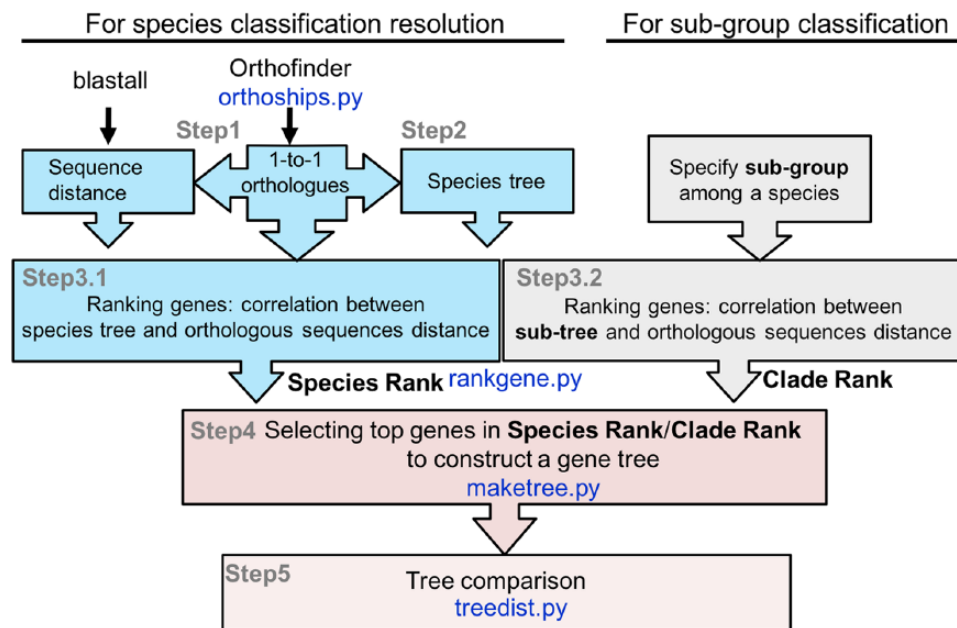 For species classification resolution
For sub-group classification
blastall
Orthofinder
orthoships.py
Step1
Step2
Sequence
distance
1-to-1
orthologues
Species tree
Specify sub-group
among a species
Step3.1
Ranking genes: correlation between
species tree and orthologous sequences distance
Step3.2
Ranking genes: correlation between
sub-tree and orthologous sequences distance
Species Rank rankgene.py
Clade Rank
Step4 Selecting top genes in Species Rank/Clade Rank
to construct a gene tree
maketree.py
Step5
Tree comparison
treedist.py